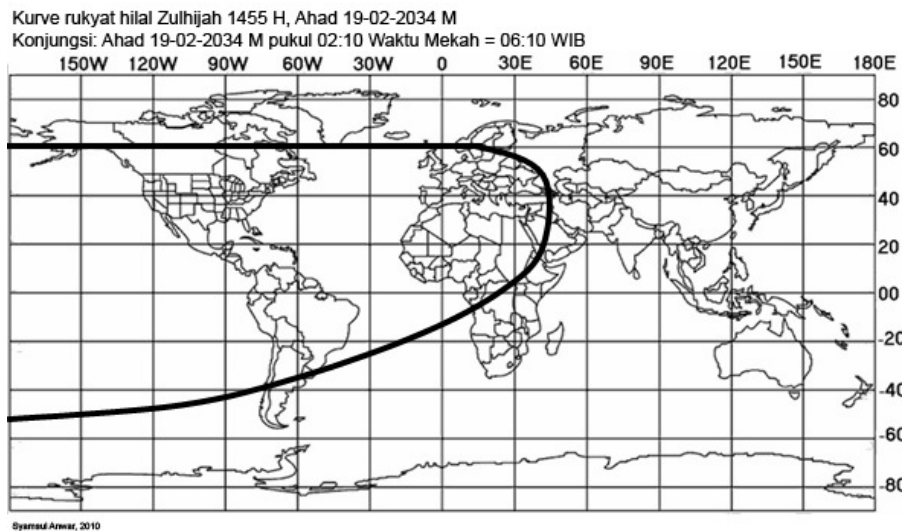 Kurve rukyat hilal Zulhijah 1455 H, Ahad 19-02-2034 M
Konjungsi: Ahad 19-02-2034 M pukul 02:10 Waktu Mekah = 06:10 WIB
150W 120W 90W 60W 30W 0 30E 60E 90E 120E 150E 180E
80
60
40
20
00
-20
-40
-60
-80
Syamsul Anwar, 2010